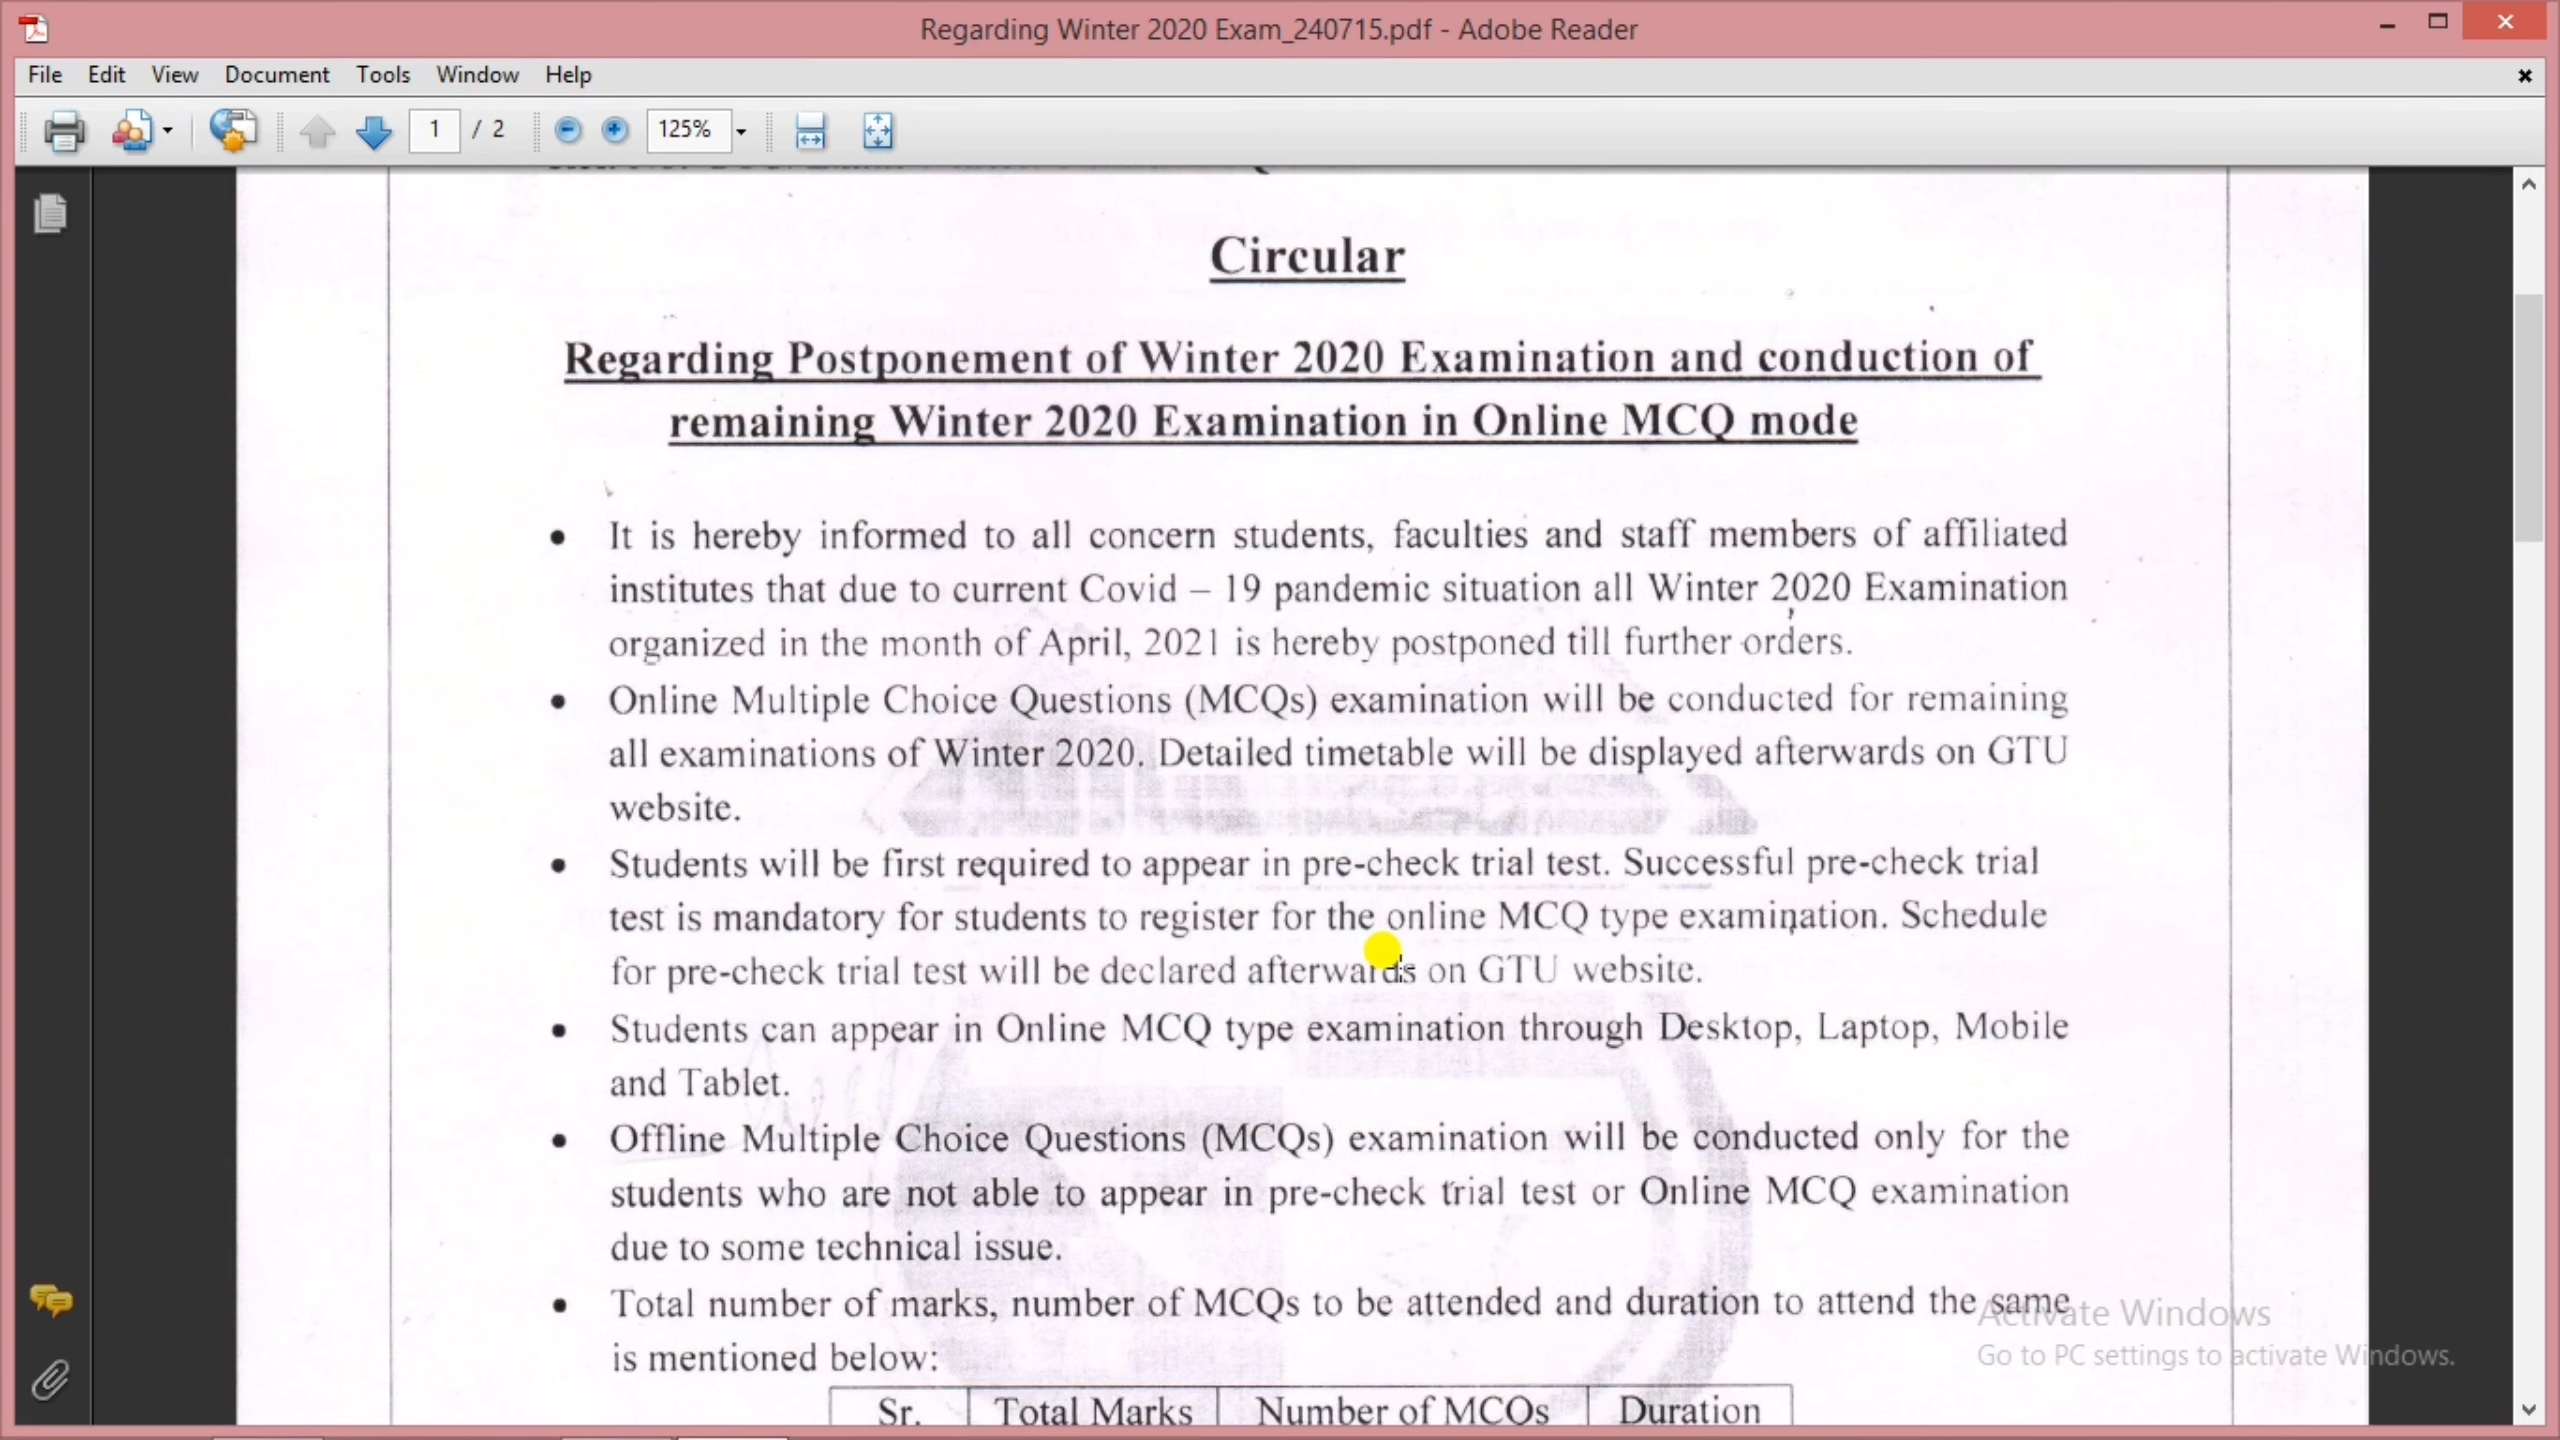 Regarding Winter 2020 Exam_240715.pdf - Adobe Reader
File Edit View Document Tools Window Help
1 / 2 125%
Circular
Regarding Postponement of Winter 2020 Examination and conduction of
remaining Winter 2020 Examination in Online MCQ mode
• It is hereby informed to all concern students, faculties and staff members of affiliated
institutes that due to current Covid – 19 pandemic situation all Winter 2020 Examination
organized in the month of April, 2021 is hereby postponed till further orders.
• Online Multiple Choice Questions (MCQs) examination will be conducted for remaining
all examinations of Winter 2020. Detailed timetable will be displayed afterwards on GTU
website.
• Students will be first required to appear in pre-check trial test. Successful pre-check trial
test is mandatory for students to register for the online MCQ type examination. Schedule
for pre-check trial test will be declared afterwards on GTU website.
• Students can appear in Online MCQ type examination through Desktop, Laptop, Mobile
and Tablet.
• Offline Multiple Choice Questions (MCQs) examination will be conducted only for the
students who are not able to appear in pre-check trial test or Online MCQ examination
due to some technical issue.
• Total number of marks, number of MCQs to be attended and duration to attend the same
is mentioned below:
Activate Windows
Go to PC settings to activate Windows.
Sr. Total Marks Number of MCQs Duration